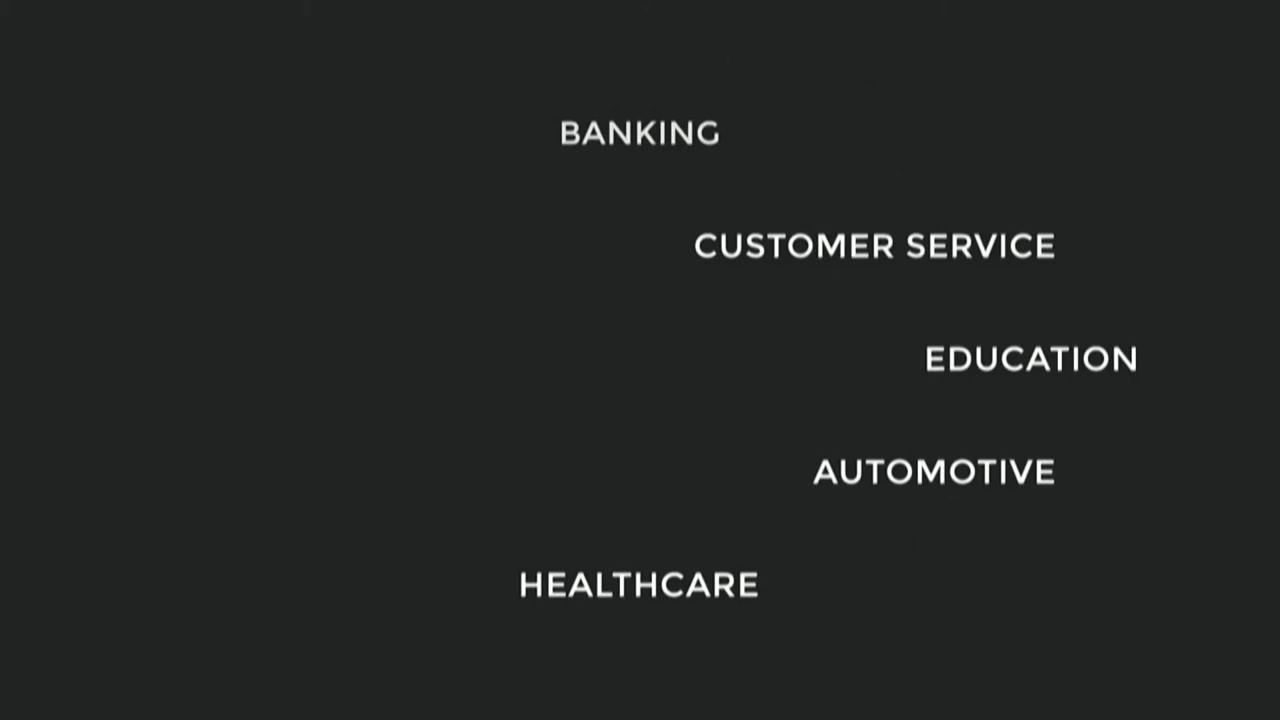 BANKING
CUSTOMER SERVICE
EDUCATION
AUTOMOTIVE
HEALTHCARE